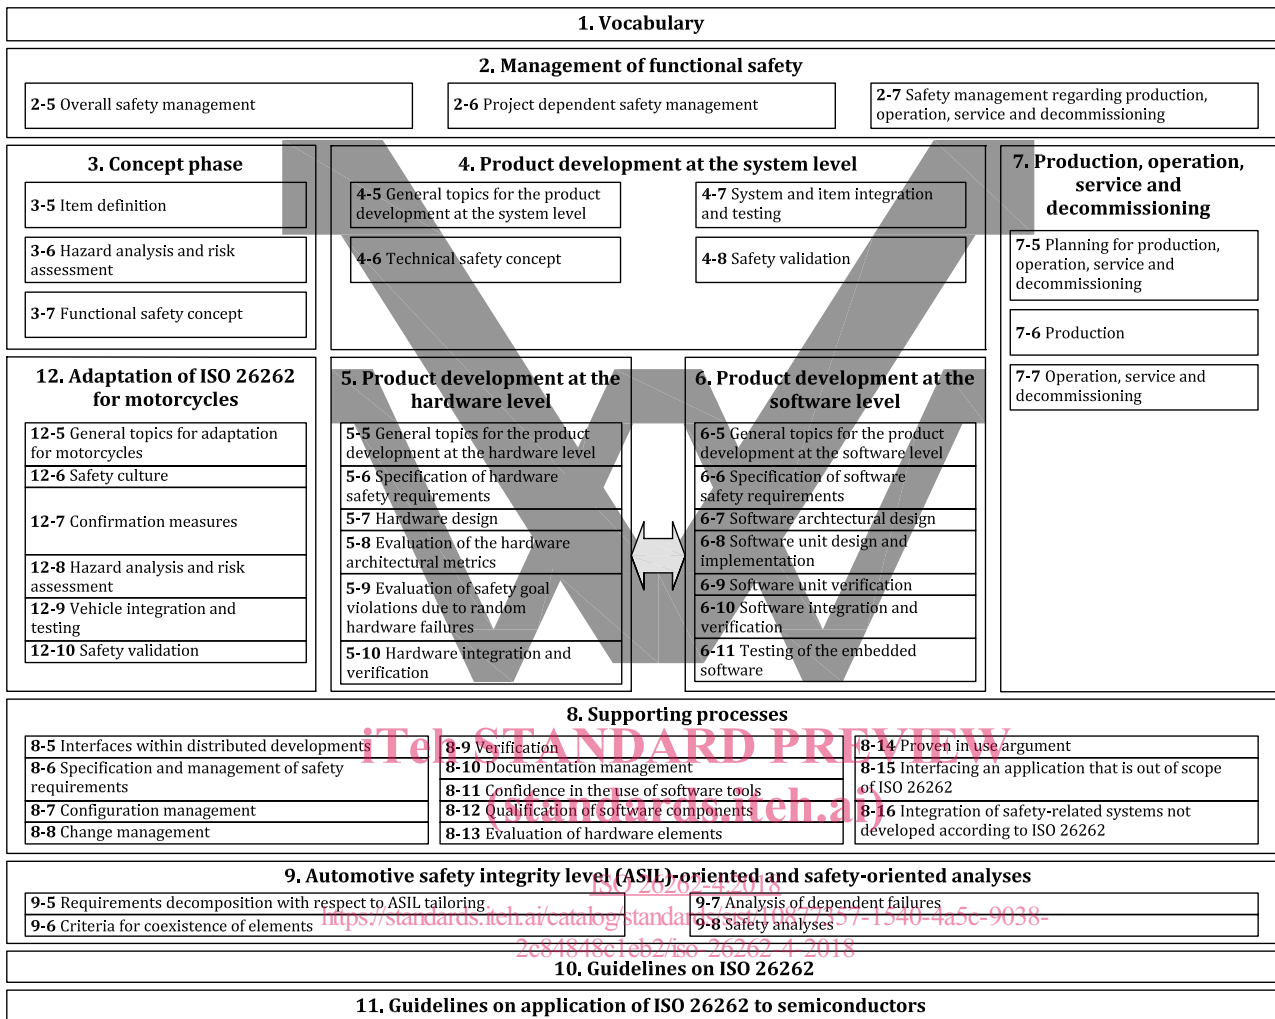 1. Vocabulary
2. Management of functional safety
2-5 Overall safety management
2-6 Project dependent safety management
2-7 Safety management regarding production,
operation, service and decommissioning
3. Concept phase
3-5 Item definition
3-6 Hazard analysis and risk
assessment
3-7 Functional safety concept
4. Product development at the system level
4-5 General topics for the product
development at the system level
4-6 Technical safety concept
4-7 System and item integration
and testing
4-8 Safety validation
7. Production, operation,
service and
decommissioning
7-5 Planning for production,
operation, service and
decommissioning
7-6 Production
7-7 Operation, service and
decommissioning
12. Adaptation of ISO 26262
for motorcycles
12-5 General topics for adaptation
for motorcycles
12-6 Safety culture
12-7 Confirmation measures
12-8 Hazard analysis and risk
assessment
12-9 Vehicle integration and
testing
12-10 Safety validation
5. Product development at the
hardware level
5-5 General topics for the product
development at the hardware level
5-6 Specification of hardware
safety requirements
5-7 Hardware design
5-8 Evaluation of the hardware
architectural metrics
5-9 Evaluation of safety goal
violations due to random
hardware failures
5-10 Hardware integration and
verification
6. Product development at the
software level
6-5 General topics for the product
development at the software level
6-6 Specification of software
safety requirements
6-7 Software archtectural design
6-8 Software unit design and
implementation
6-9 Software unit verification
6-10 Software integration and
verification
6-11 Testing of the embedded
software
8. Supporting processes
8-5 Interfaces within distributed developments
8-6 Specification and management of safety
requirements
8-7 Configuration management
8-8 Change management
8-9 Verification
8-10 Documentation management
8-11 Confidence in the use of software tools
8-12 Qualification of software components
8-13 Evaluation of hardware elements
8-14 Proven in use argument
8-15 Interfacing an application that is out of scope
of ISO 26262
8-16 Integration of safety-related systems not
developed according to ISO 26262
iTeh STANDARD PREVIEW
(standards.iteh.ai)
9. Automotive safety integrity level (ASIL)-oriented and safety-oriented analyses
ISO 26262-4:2018
9-5 Requirements decomposition with respect to ASIL tailoring
9-6 Criteria for coexistence of elements
9-7 Analysis of dependent failures
9-8 Safety analyses
https://standards.iteh.ai/catalog/standards/sist/10877357-1540-4a5c-9038-
2c84848c1eb2/iso-26262-4-2018
10. Guidelines on ISO 26262
11. Guidelines on application of ISO 26262 to semiconductors